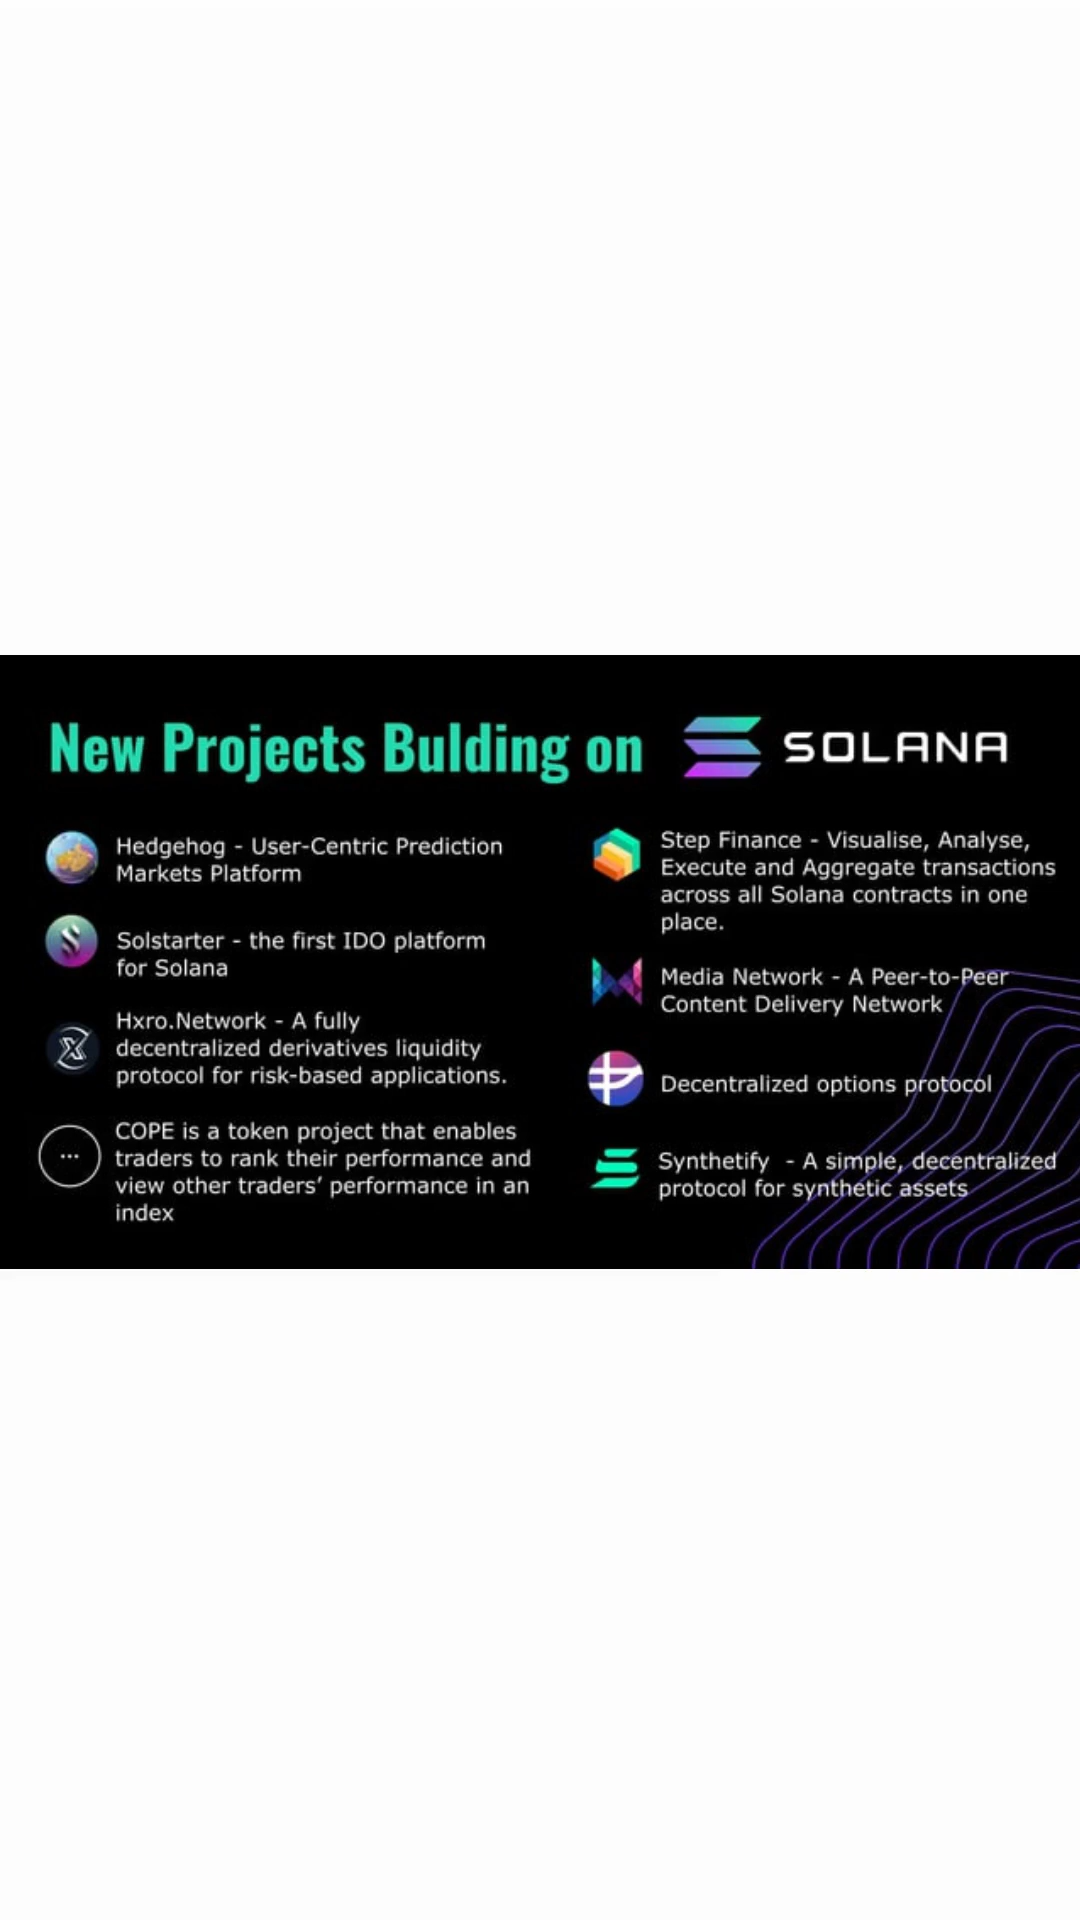 New Projects Bulding on SOLANA
Hedgehog - User-Centric Prediction
Markets Platform
Solstarter - the first IDO platform
for Solana
Hxro.Network - A fully
decentralized derivatives liquidity
protocol for risk-based applications.
COPE is a token project that enables
traders to rank their performance and
view other traders’ performance in an
index
Step Finance - Visualise, Analyse,
Execute and Aggregate transactions
across all Solana contracts in one
place.
Media Network - A Peer-to-Peer
Content Delivery Network
Decentralized options protocol
Synthetify  - A simple, decentralized
protocol for synthetic assets